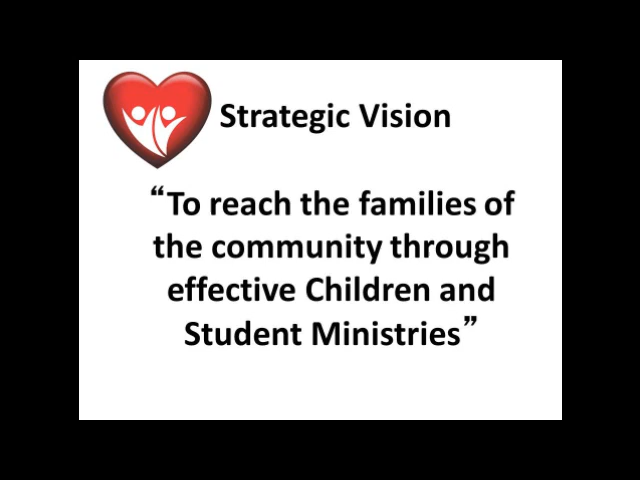 Strategic Vision
“To reach the families of
the community through
effective Children and
Student Ministries”